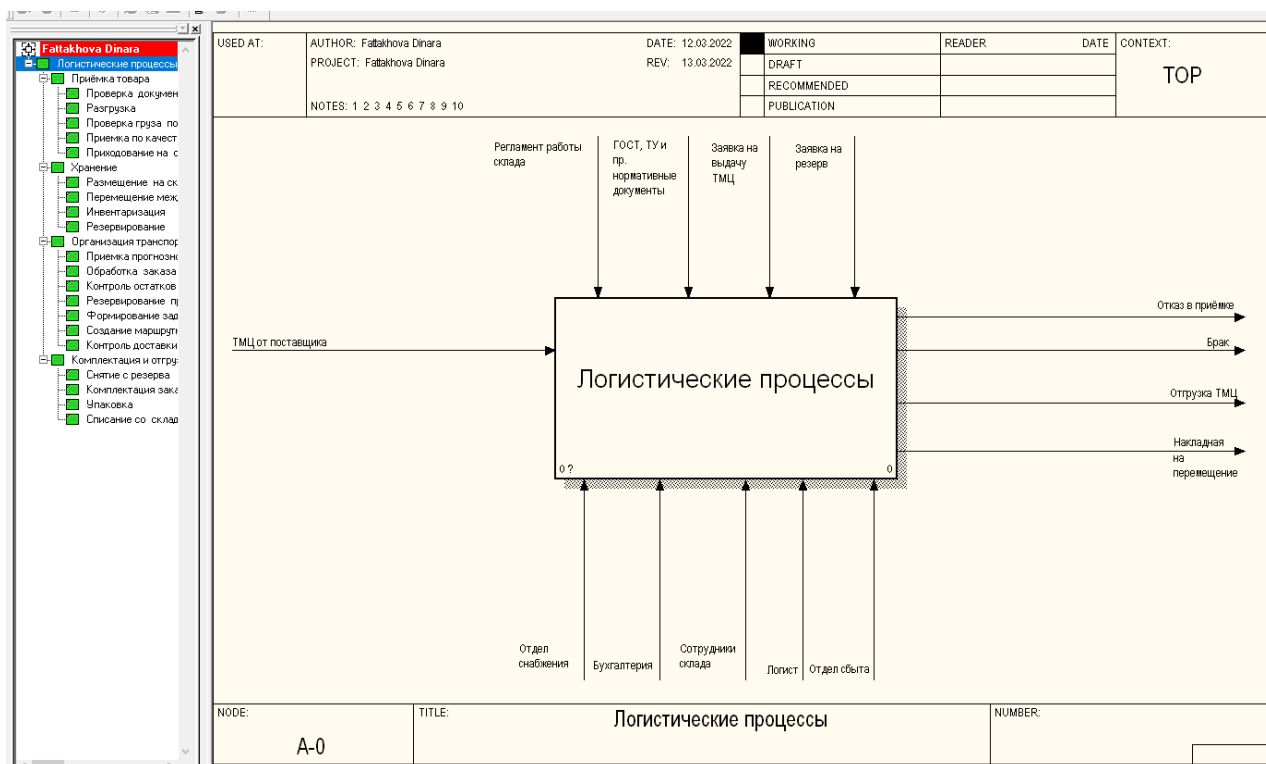 Fattakhova Dinara
Логистические процессы
Приёмка товара
Проверка докумен
Разгрузка
Проверка груза по
Приемка по качест
Приходование на с
Хранение
Размещение на ск
Перемещение меж
Инвентаризация
Резервирование
Организация транспор
Приемка прогнозно
Обработка заказа
Контроль остатков
Резервирование п
Формирование зад
Создание маршрутн
Контроль доставки
Комплектация и отгру
Снятие с резерва
Комплектация зака
Упаковка
Списание со склад
USED AT:
AUTHOR: Fattakhova Dinara
DATE: 12.03.2022
PROJECT: Fattakhova Dinara
REV: 13.03.2022
NOTES: 1 2 3 4 5 6 7 8 9 10
WORKING
DRAFT
RECOMMENDED
PUBLICATION
READER
DATE
CONTEXT:
TOP
Регламент работы
склада
ГОСТ, ТУ и
пр.
нормативные
документы
Заявка на
выдачу
ТМЦ
Заявка на
резерв
ТМЦ от поставщика
Логистические процессы
0 ?
0
Отказ в приёмке
Брак
Отгрузка ТМЦ
Накладная
на
перемещение
Отдел
снабжения
Бухгалтерия
Сотрудники
склада
Логист
Отдел сбыта
NODE:
A-0
TITLE:
Логистические процессы
NUMBER: